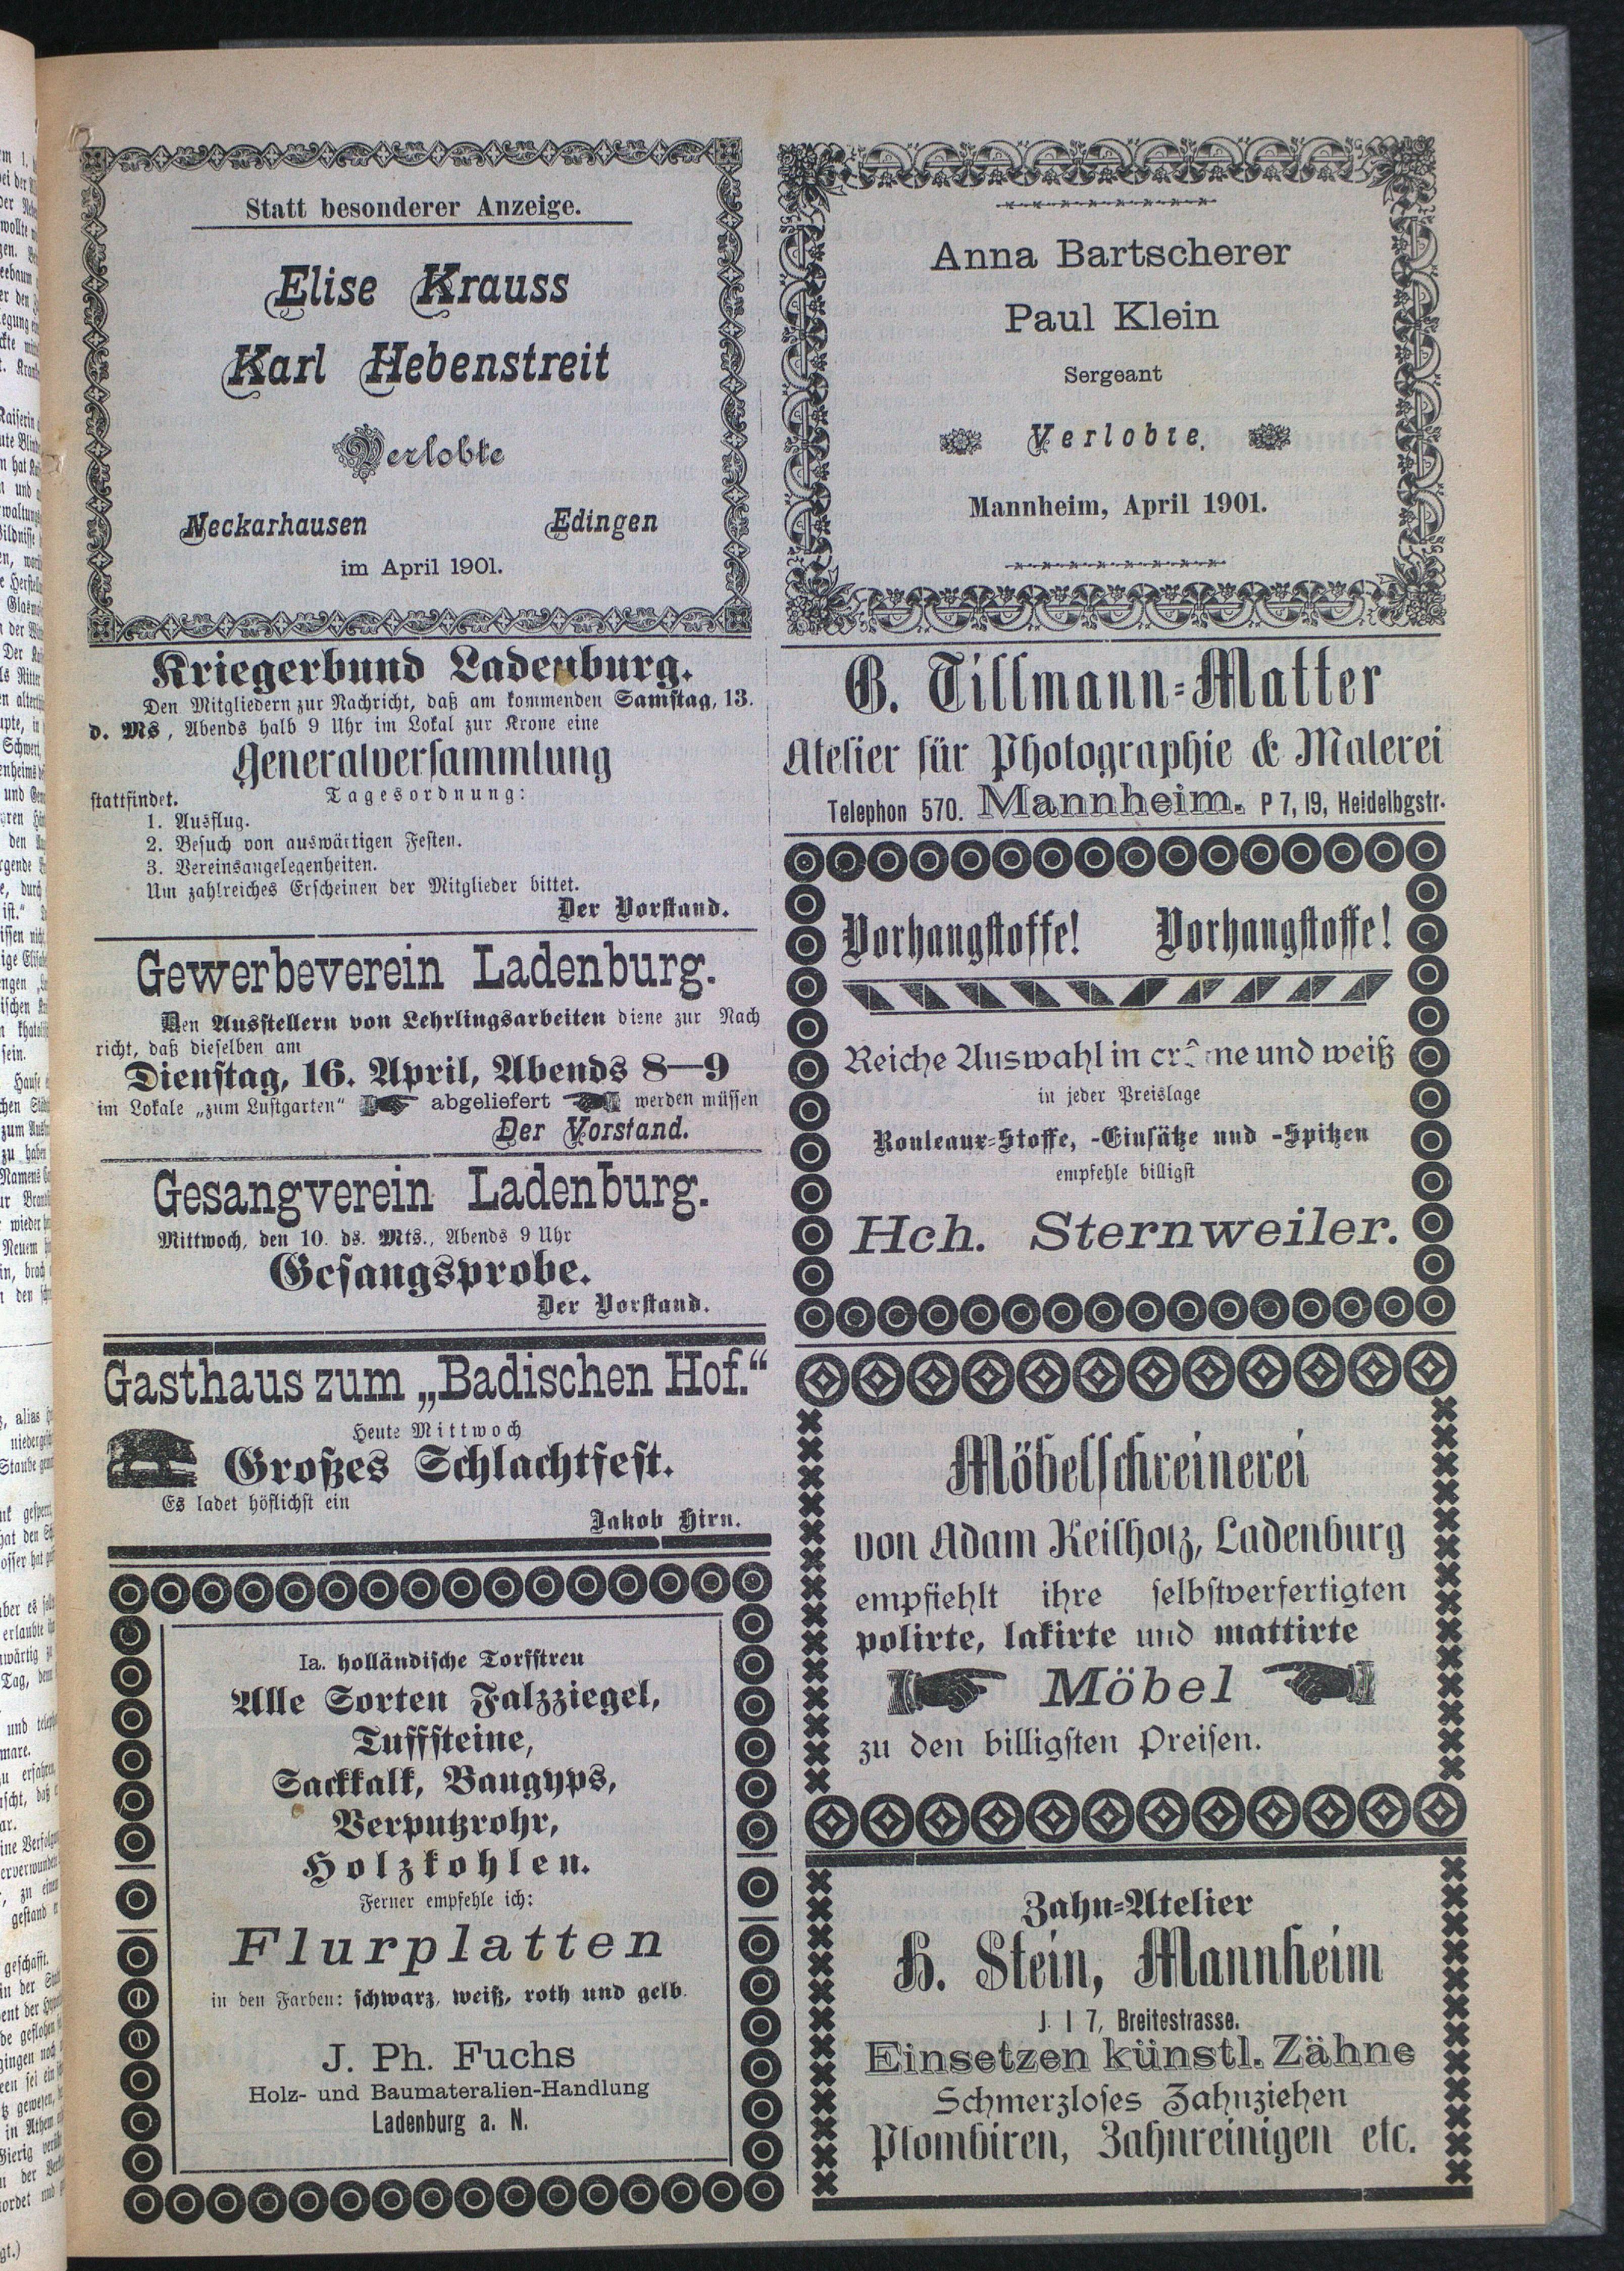 Statt besonderer Anzeige.
Elise Krauss
Karl Hebenstreit
Verlobte
Neckarhausen Edingen
im April 1901.
Kriegerbund Ladenburg.
Den Mitgliedern zur Nachricht, daß am kommenden Samstag, 13.
d. Ms, Abends halb 9 Uhr im Lokal zur Krone eine
Generalversammlung
stattfindet.
Tagesordnung:
1. Ausflug.
2. Besuch von auswärtigen Festen.
3. Vereinsangelegenheiten.
Um zahlreiches Erscheinen der Mitglieder bittet.
Der Vorstand.
Gewerbeverein Ladenburg.
Den Ausstellern von Lehrlingsarbeiten diene zur Nach
richt, daß dieselben am
Dienstag, 16. April, Abends 8—9
im Lokale „zum Lustgarten“ abgeliefert werden müssen
Der Vorstand.
Gesangverein Ladenburg.
Mittwoch, den 10. ds. Mts., Abends 9 Uhr
Gesangsprobe.
Der Vorstand.
Gasthaus zum „Badischen Hof.“
Heute Mittwoch
Großes Schlachtfest.
Es ladet höflichst ein
Jakob Hirn.
Ia. holländische Torfstreu
Alle Sorten Falzziegel,
Tuffsteine,
Sackkalk, Baugyps,
Verputzrohr,
Holzkohlen.
Ferner empfehle ich:
Flurplatten
in den Farben: schwarz, weiß, roth und gelb.
J. Ph. Fuchs
Holz- und Baumateralien-Handlung
Ladenburg a. N.
Anna Bartscherer
Paul Klein
Sergeant
Verlobte.
Mannheim, April 1901.
G. Tillmann=Matter
Atelier für Photographie & Malerei
Telephon 570. Mannheim. P 7, 19, Heidelbgstr.
Vorhangstoffe! Vorhangstoffe!
Reiche Auswahl in und weiß
in jeder Preislage
Rouleaux=Stoffe, -Einsätze und -Spitzen
empfehle billigst
Hch. Sternweiler.
Möbelschreinerei
von Adam Keilholz, Ladenburg
empfiehlt ihre selbstverfertigten
polirte, lakirte und mattirte
Möbel
zu den billigsten Preisen.
Zahn=Atelier
H. Stein, Mannheim
J. I 7, Breitestrasse.
Einsetzen künstl. Zähne
Schmerzloses Zahnziehen
Plombiren, Zahnreinigen etc.